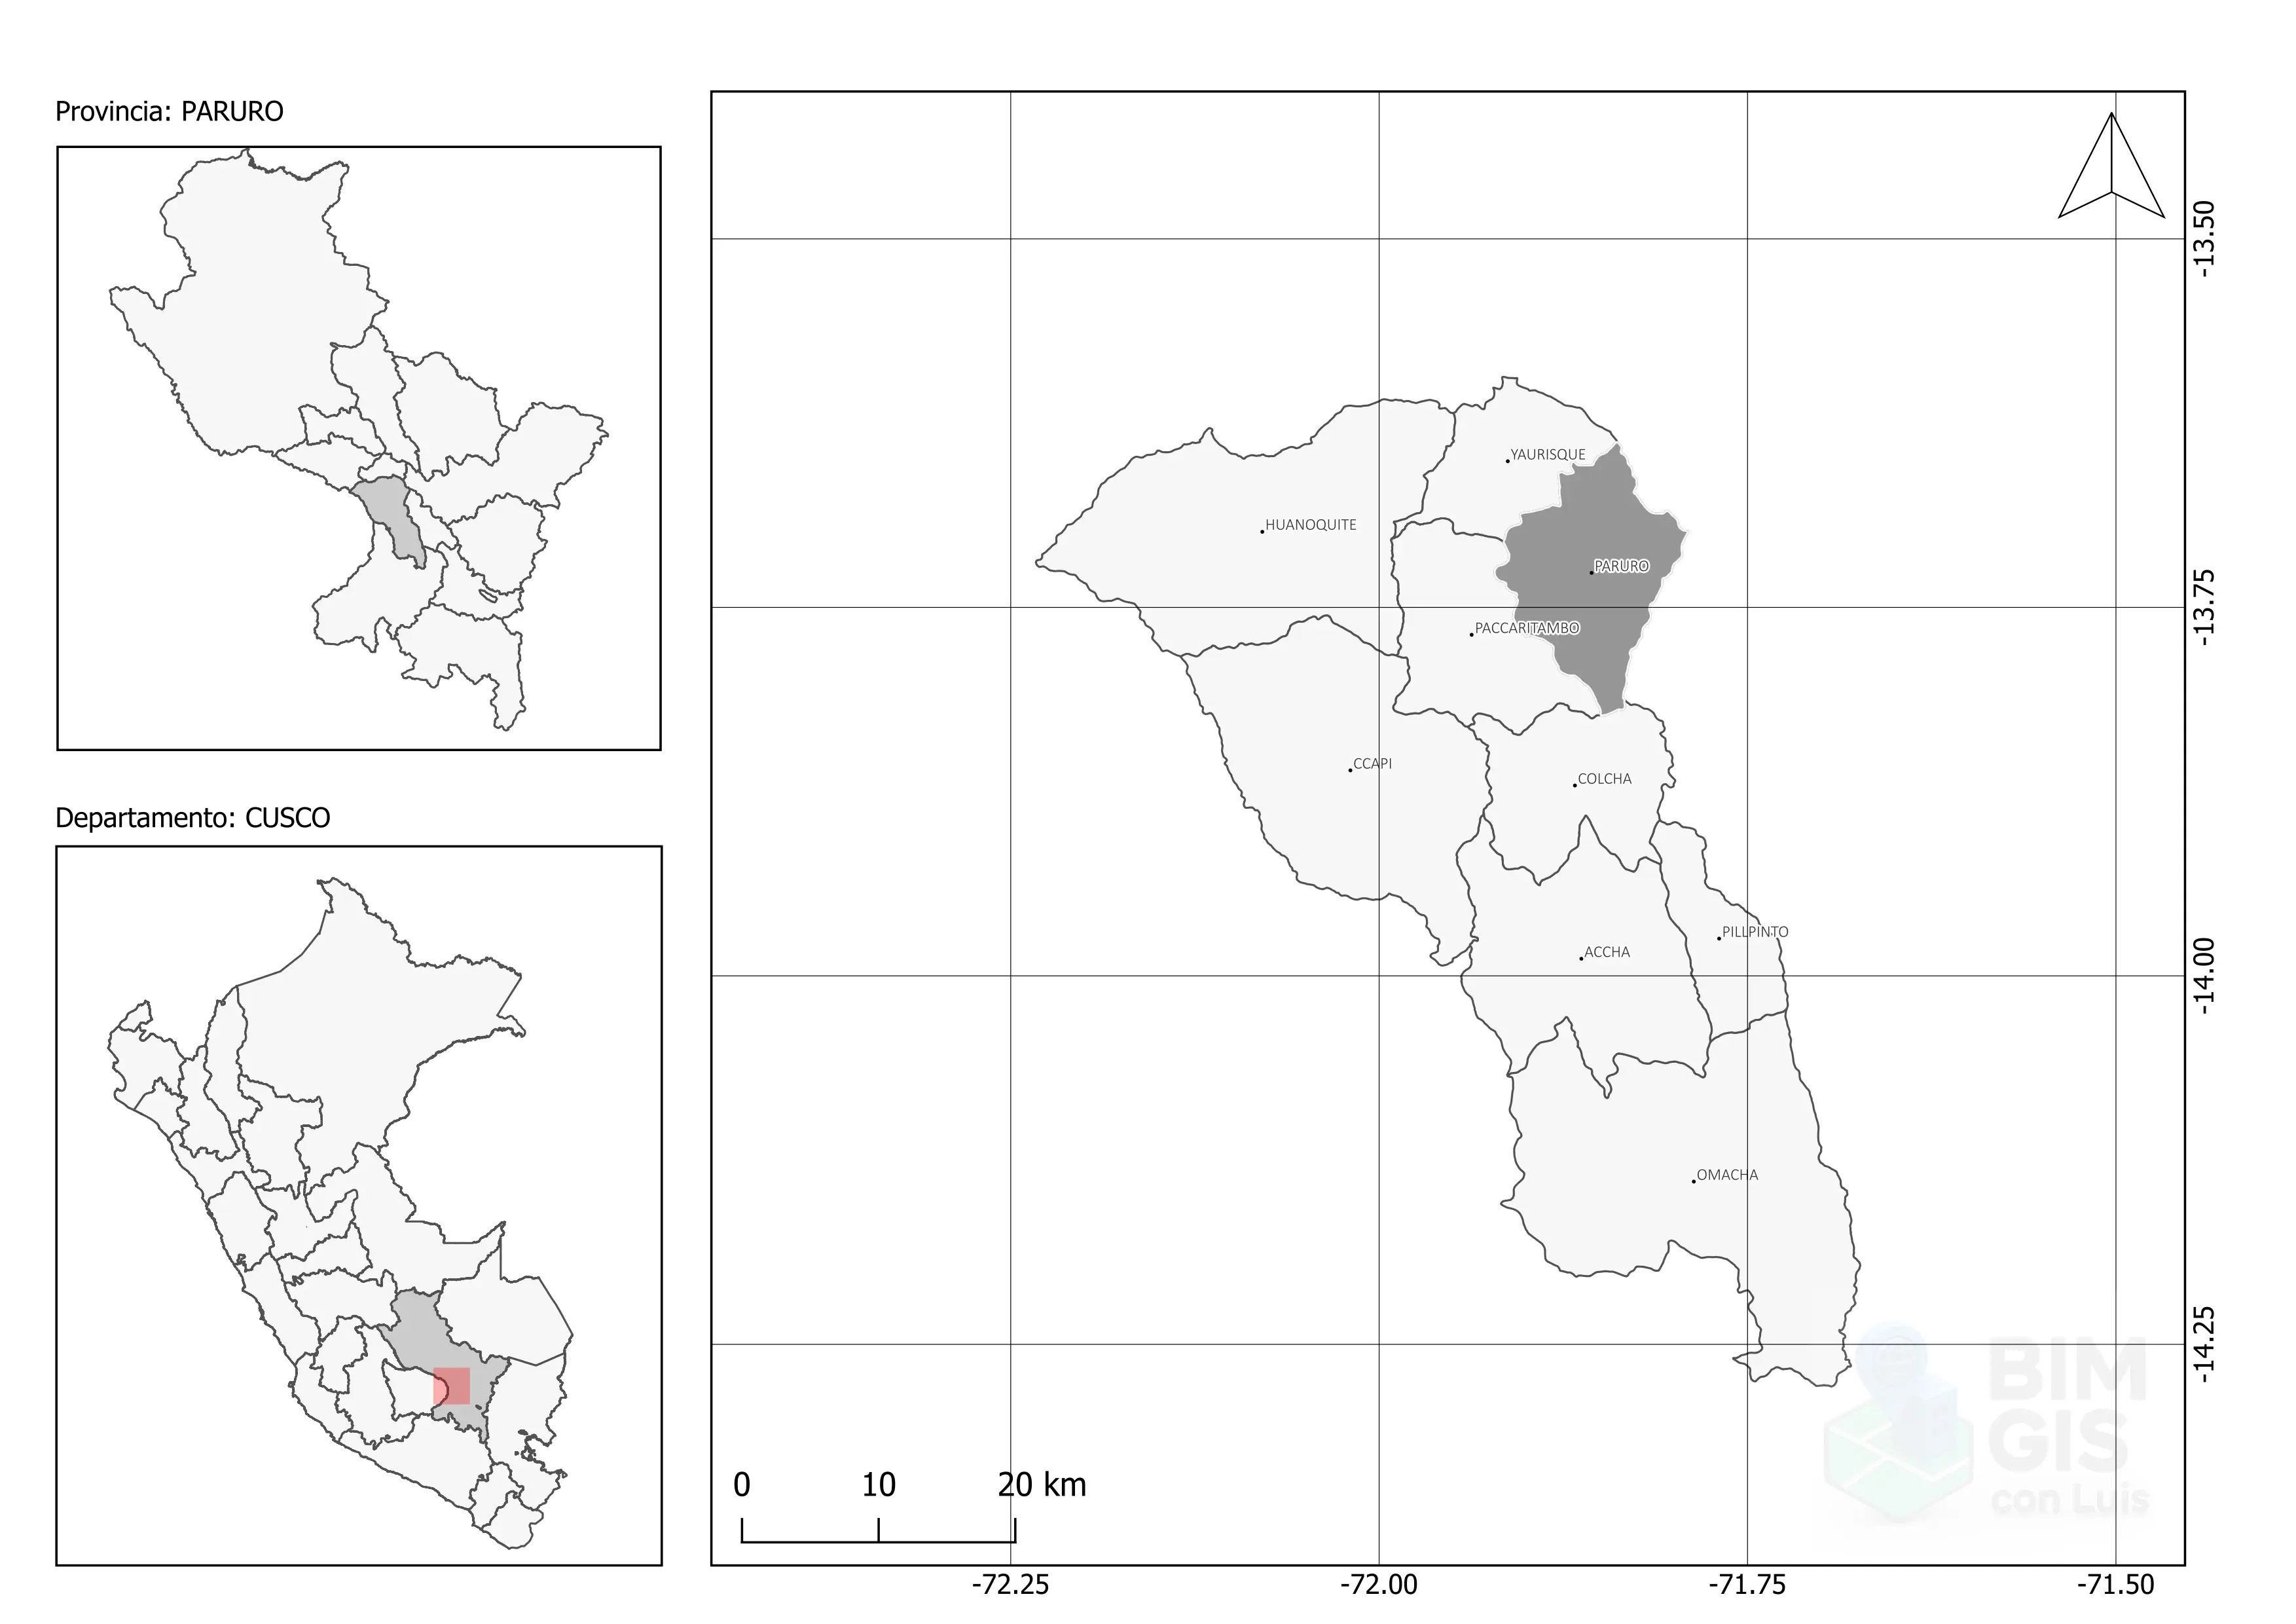 Provincia: PARURO
Departamento: CUSCO
YAURISQUE
HUANOQUITE
PARURO
PACCARITAMBO
CCAPI
COLCHA
PILLPINTO
ACCHA
OMACHA
0 10 20 km
-13.50
-13.75
-14.00
-14.25
-72.25 -72.00 -71.75 -71.50
BIM
GIS
con Luis